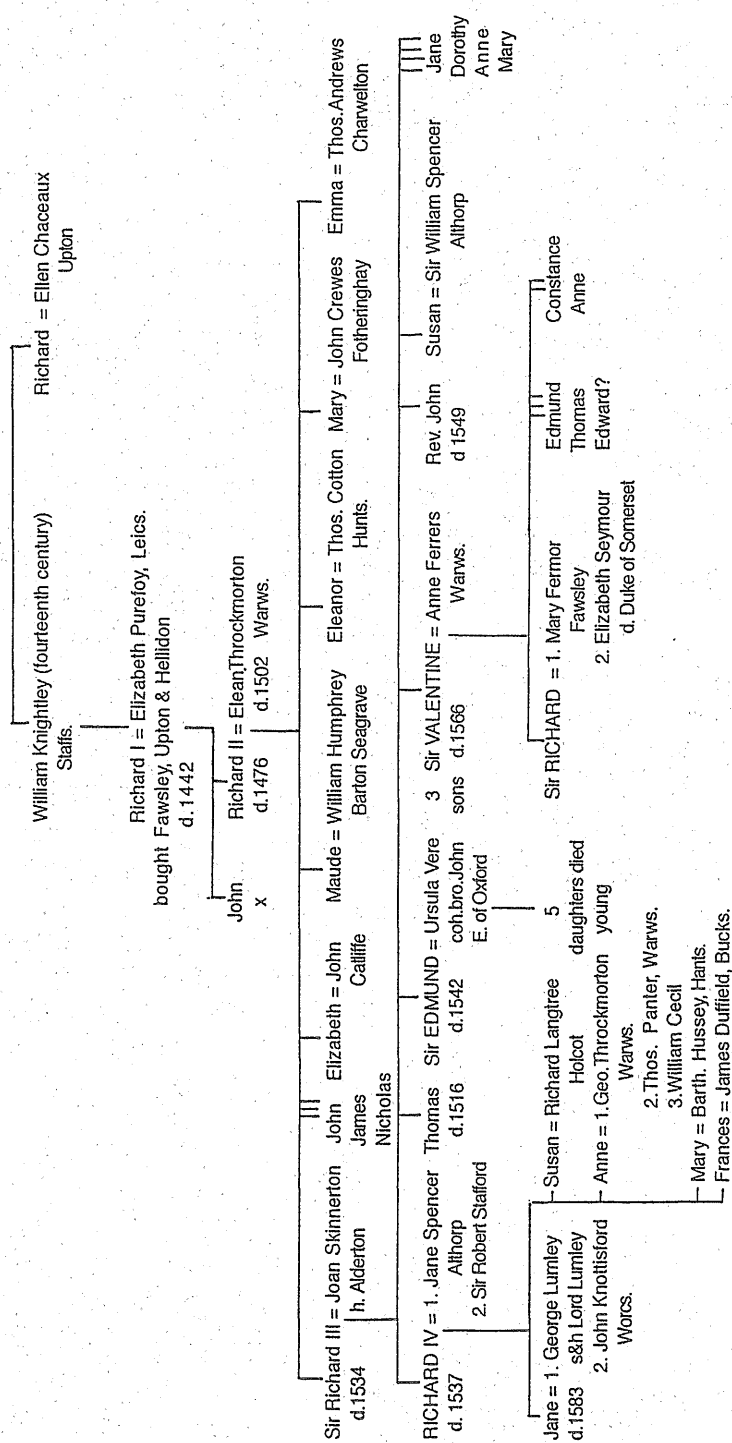 William Knightley (fourteenth century)
Staffs.
Richard = Ellen Chaceaux
Upton
Richard I = Elizabeth Purefoy, Leics.
bought Fawsley, Upton & Hellidon
d.1442
John
x
Richard II = Elean,Throckmorton
d.1476
d.1502 Warws.
Sir Richard III = Joan Skinnerton
d.1534
h. Alderton
John
James
Nicholas
Elizabeth = John
Catliffe
Maude = William Humphrey
Barton Seagrave
Eleanor = Thos. Cotton
Hunts.
Mary = John Crewes
Fotheringhay
Emma = Thos.Andrews
Charwelton
RICHARD IV = 1. Jane Spencer
d. 1537
Althorp
2. Sir Robert Stafford
Thomas
d.1516
Sir EDMUND = Ursula Vere
d.1542
coh.bro.John
E. of Oxford
3
sons
Sir VALENTINE = Anne Ferrers
d.1566
Warws.
Rev. John
d 1549
Susan = Sir William Spencer
Althorp
Jane
Dorothy
Anne
Mary
Jane = 1. George Lumley
d.1583
s&h Lord Lumley
2. John Knottisford
Worcs.
Susan = Richard Langtree
Holcot
Anne = 1.Geo.Throckmorton
Warws.
2.Thos. Panter, Warws.
3.William Cecil
Mary = Barth. Hussey, Hants.
Frances = James Duffield, Bucks.
5
daughters died
young
Sir RICHARD = 1. Mary Fermor
Fawsley
2. Elizabeth Seymour
d. Duke of Somerset
Edmund
Thomas
Edward?
Constance
Anne